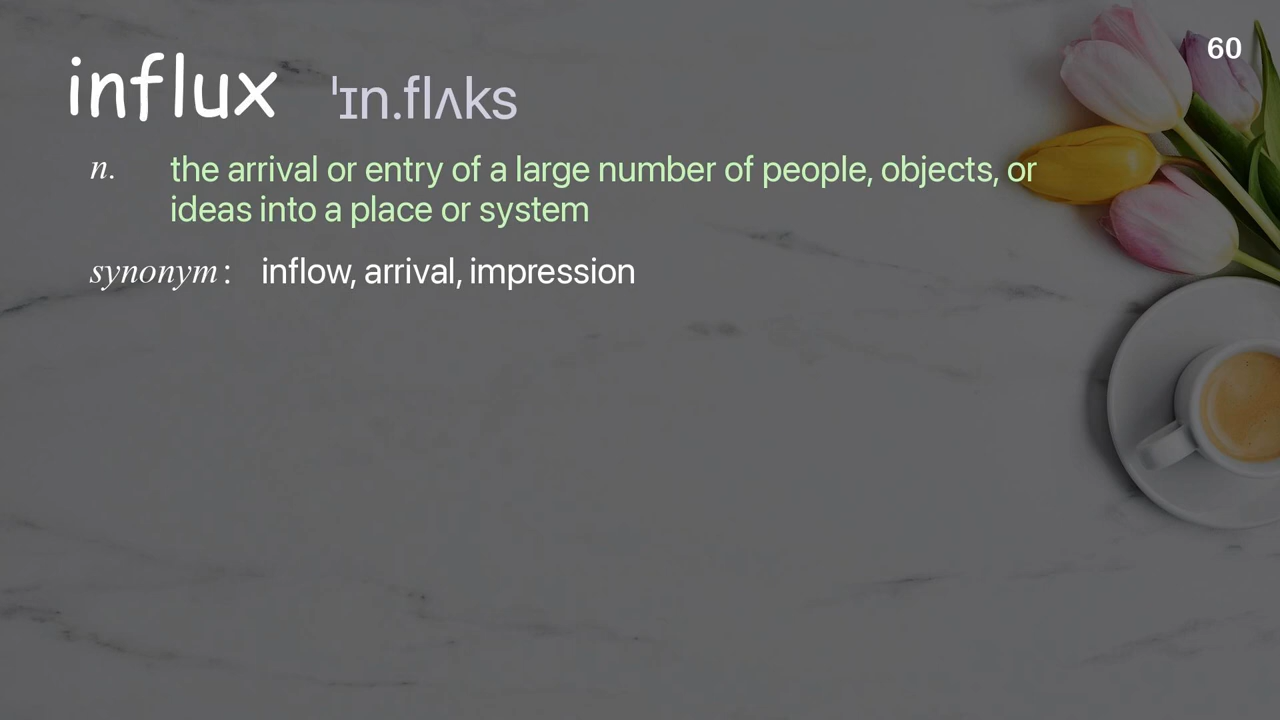 60
influx ˈɪn.flʌks
n. the arrival or entry of a large number of people, objects, or
ideas into a place or system
synonym: inflow, arrival, impression